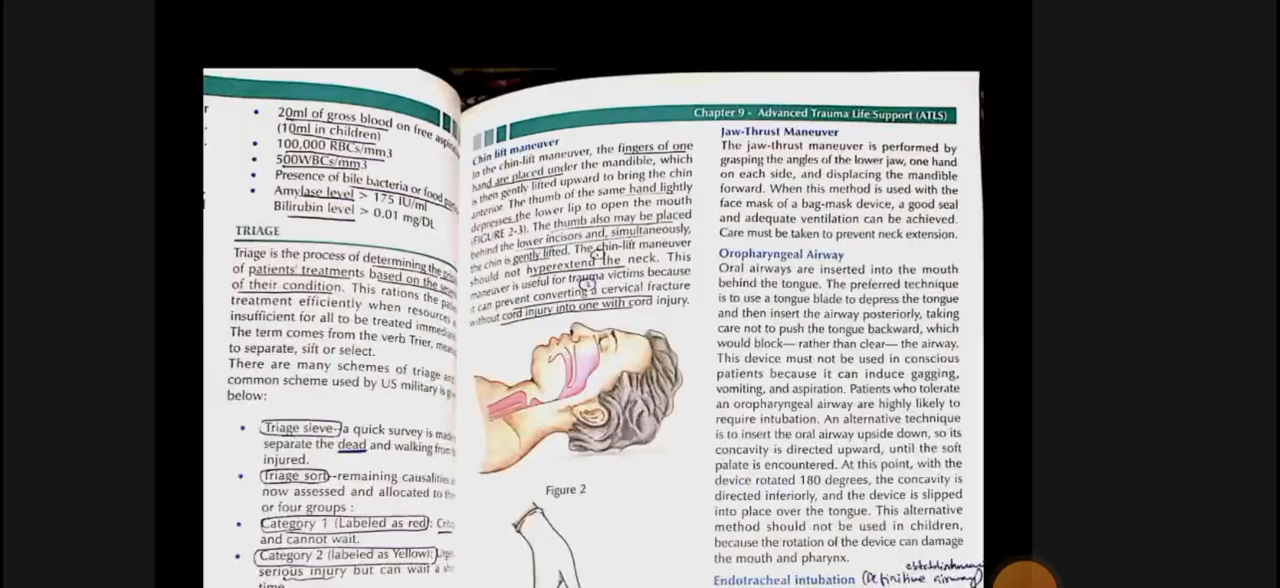 20ml of gross blood on free
(10ml in children)
100,000 RBCs/mm3
500WBCs/mm3
Presence of bile bacteria or food
Amylase level > 175 IU/ml
Bilirubin level > 0.01 mg/DL
TRIAGE
Triage is the process of determining the
of patients' treatments based on the
of their condition. This rations the
treatment efficiently when resources
insufficient for all to be treated
The term comes from the verb Trier,
to separate, sift or select.
There are many schemes of triage
common scheme used by US military is
below:
Triage sieve-a quick survey is
separate the dead and walking from
injured.
Triage sort-remaining causalities
now assessed and allocated to
or four groups :
Category 1 (Labeled as red):
and cannot wait.
Category 2 (labeled as Yellow):
serious injury but can wait a
time.
Chapter 9 - Advanced Trauma Life Support (ATLS)
Chin lift maneuver
In the chin-lift maneuver, the fingers of one
hand are placed under the mandible, which
is then gently lifted upward to bring the chin
anterior. The thumb of the same hand lightly
depresses the lower lip to open the mouth
(FIGURE 2-3). The thumb also may be placed
behind the lower incisors and, simultaneously,
the chin is gently lifted. The chin-lift maneuver
should not hyperextend the neck. This
maneuver is useful for trauma victims because
it can prevent converting a cervical fracture
without cord injury into one with cord injury.
Figure 2
Jaw-Thrust Maneuver
The jaw-thrust maneuver is performed by
grasping the angles of the lower jaw, one hand
on each side, and displacing the mandible
forward. When this method is used with the
face mask of a bag-mask device, a good seal
and adequate ventilation can be achieved.
Care must be taken to prevent neck extension.
Oropharyngeal Airway
Oral airways are inserted into the mouth
behind the tongue. The preferred technique
is to use a tongue blade to depress the tongue
and then insert the airway posteriorly, taking
care not to push the tongue backward, which
would block— rather than clear— the airway.
This device must not be used in conscious
patients because it can induce gagging,
vomiting, and aspiration. Patients who tolerate
an oropharyngeal airway are highly likely to
require intubation. An alternative technique
is to insert the oral airway upside down, so its
concavity is directed upward, until the soft
palate is encountered. At this point, with the
device rotated 180 degrees, the concavity is
directed inferiorly, and the device is slipped
into place over the tongue. This alternative
method should not be used in children,
because the rotation of the device can damage
the mouth and pharynx.
Endotracheal intubation (Definitive airway)